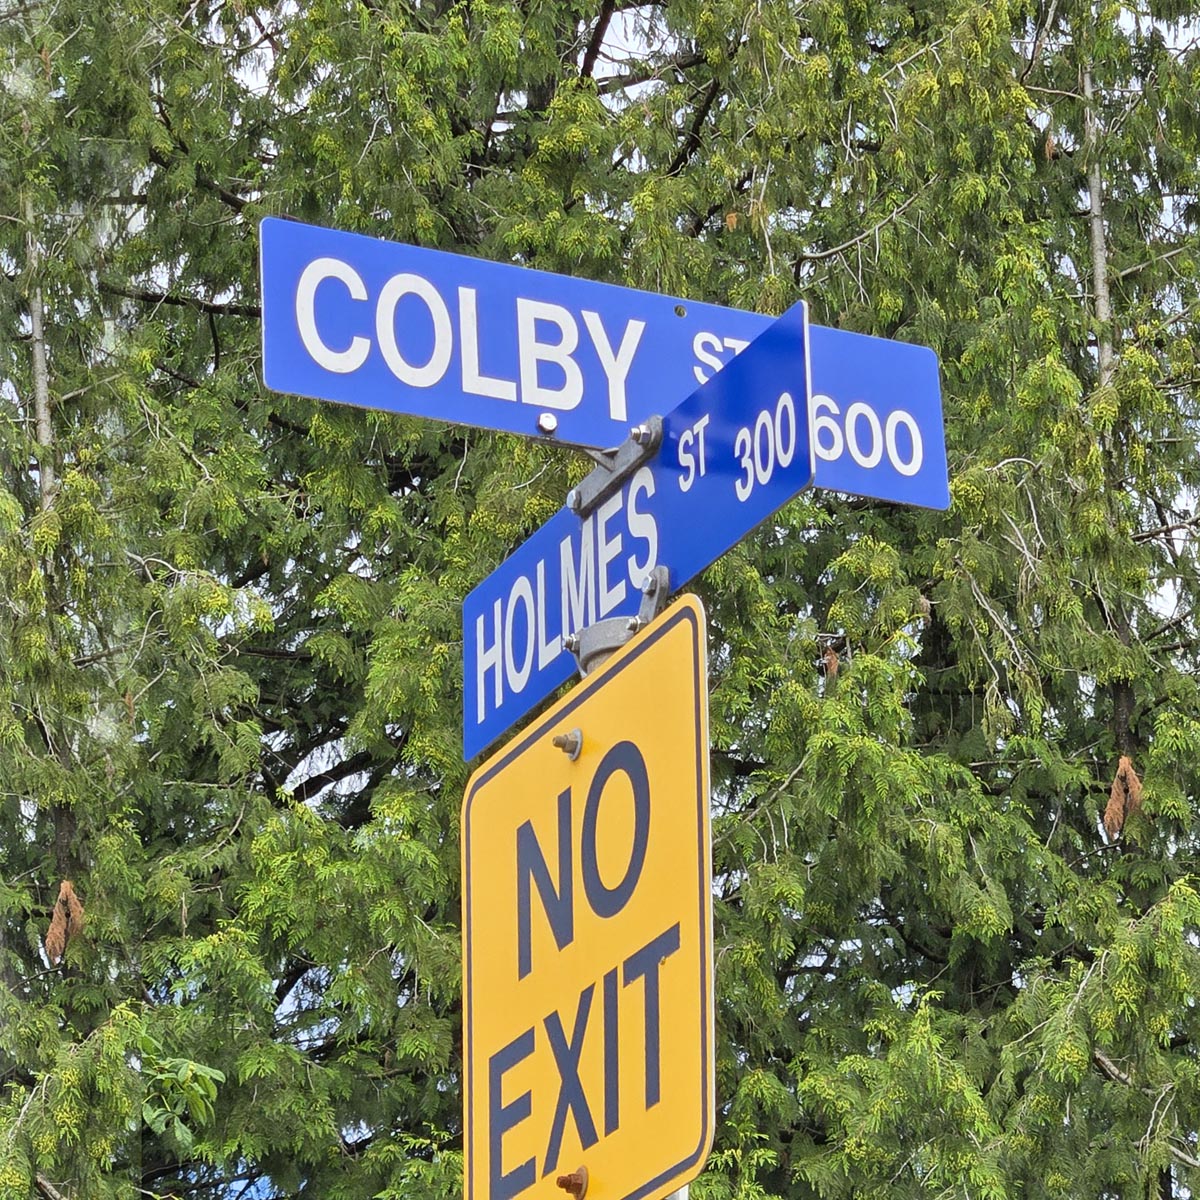 COLBY ST 600
HOLMES ST 300
NO
EXIT